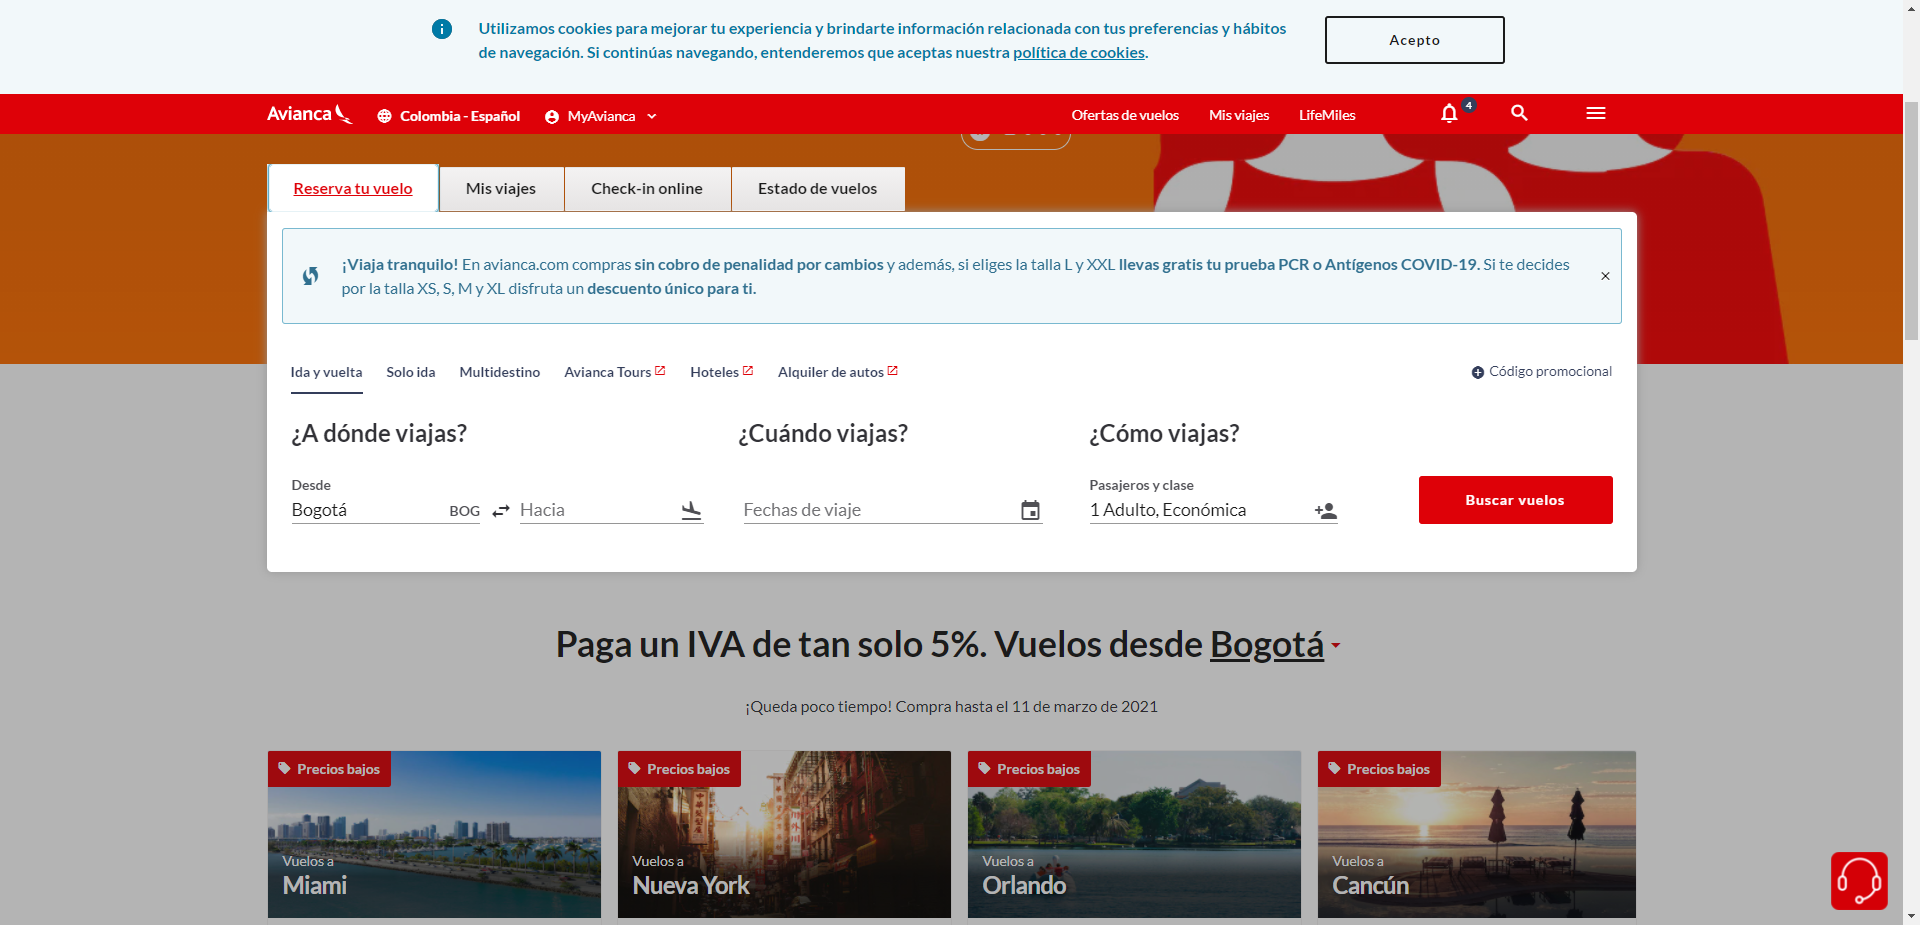 Utilizamos cookies para mejorar tu experiencia y brindarte información relacionada con tus preferencias y hábitos
de navegación. Si continúas navegando, entenderemos que aceptas nuestra política de cookies.
Acepto
Avianca
Colombia - Español
MyAvianca
Ofertas de vuelos
Mis viajes
LifeMiles
4
Reserva tu vuelo
Mis viajes
Check-in online
Estado de vuelos
¡Viaja tranquilo! En avianca.com compras sin cobro de penalidad por cambios y además, si eliges la talla L y XXL llevas gratis tu prueba PCR o Antígenos COVID-19. Si te decides
por la talla XS, S, M y XL disfruta un descuento único para ti.
Ida y vuelta
Solo ida
Multidestino
Avianca Tours
Hoteles
Alquiler de autos
Código promocional
¿A dónde viajas?
¿Cuándo viajas?
¿Cómo viajas?
Desde
Bogotá
BOG
Hacia
Fechas de viaje
Pasajeros y clase
1 Adulto, Económica
Buscar vuelos
Paga un IVA de tan solo 5%. Vuelos desde Bogotá
¡Queda poco tiempo! Compra hasta el 11 de marzo de 2021
Precios bajos
Vuelos a
Miami
Precios bajos
Vuelos a
Nueva York
Precios bajos
Vuelos a
Orlando
Precios bajos
Vuelos a
Cancún